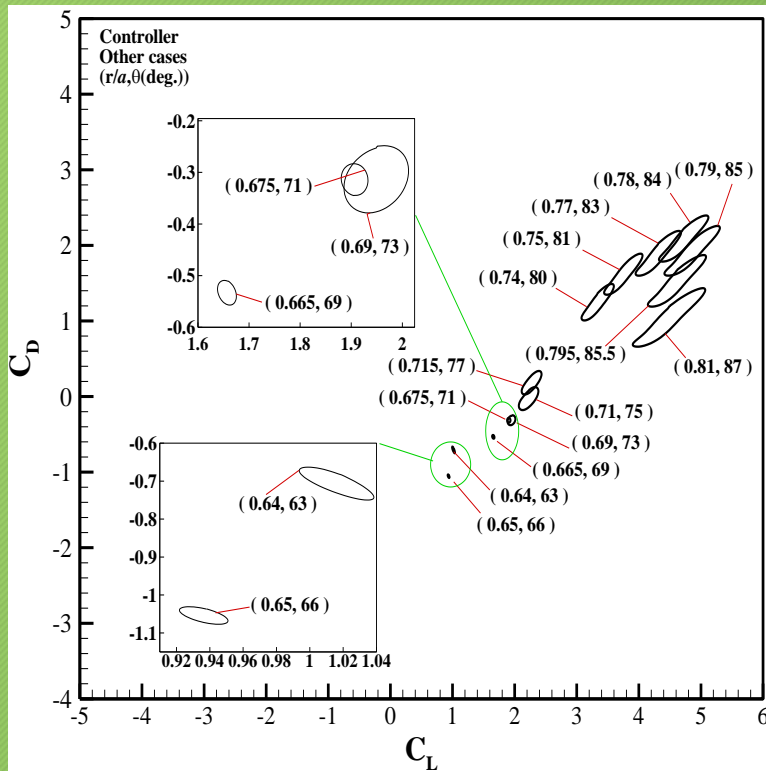 5
4
3
2
1
0
-1
-2
-3
-4
-5
-4
-3
-2
-1
0
1
2
3
4
5
6
C_D
C_L
Controller
Other cases
(r/a,θ(deg.))
-0.2
-0.3
-0.4
-0.5
-0.6
1.6
1.7
1.8
1.9
2
( 0.675, 71 )
( 0.69, 73 )
( 0.665, 69 )
( 0.79, 85 )
( 0.78, 84 )
( 0.77, 83 )
( 0.75, 81 )
( 0.74, 80 )
( 0.795, 85.5 )
( 0.81, 87 )
( 0.715, 77 )
( 0.675, 71 )
( 0.71, 75 )
( 0.69, 73 )
( 0.665, 69 )
( 0.64, 63 )
( 0.65, 66 )
-0.6
-0.7
-0.8
-0.9
-1
-1.1
0.92
0.94
0.96
0.98
1
1.02
1.04
( 0.64, 63 )
( 0.65, 66 )